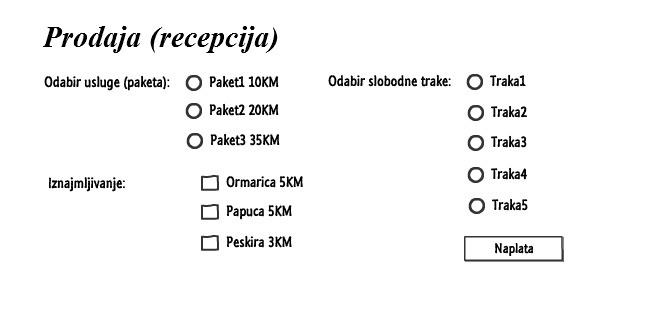 Prodaja (recepcija)
Odabir usluge (paketa):
Paket1 10KM
Paket2 20KM
Paket3 35KM
Iznajmljivanje:
Ormarica 5KM
Papuca 5KM
Peskira 3KM
Odabir slobodne trake:
Traka1
Traka2
Traka3
Traka4
Traka5
Naplata